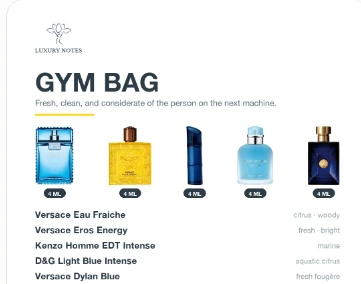 LUXURY NOTES
GYM BAG
Fresh, clean, and considerate of the person on the next machine.
4 ML 4 ML 4 ML 4 ML 4 ML
Versace Eau Fraiche citrus · woody
Versace Eros Energy fresh · bright
Kenzo Homme EDT Intense marine
D&G Light Blue Intense aquatic citrus
Versace Dylan Blue fresh fougère